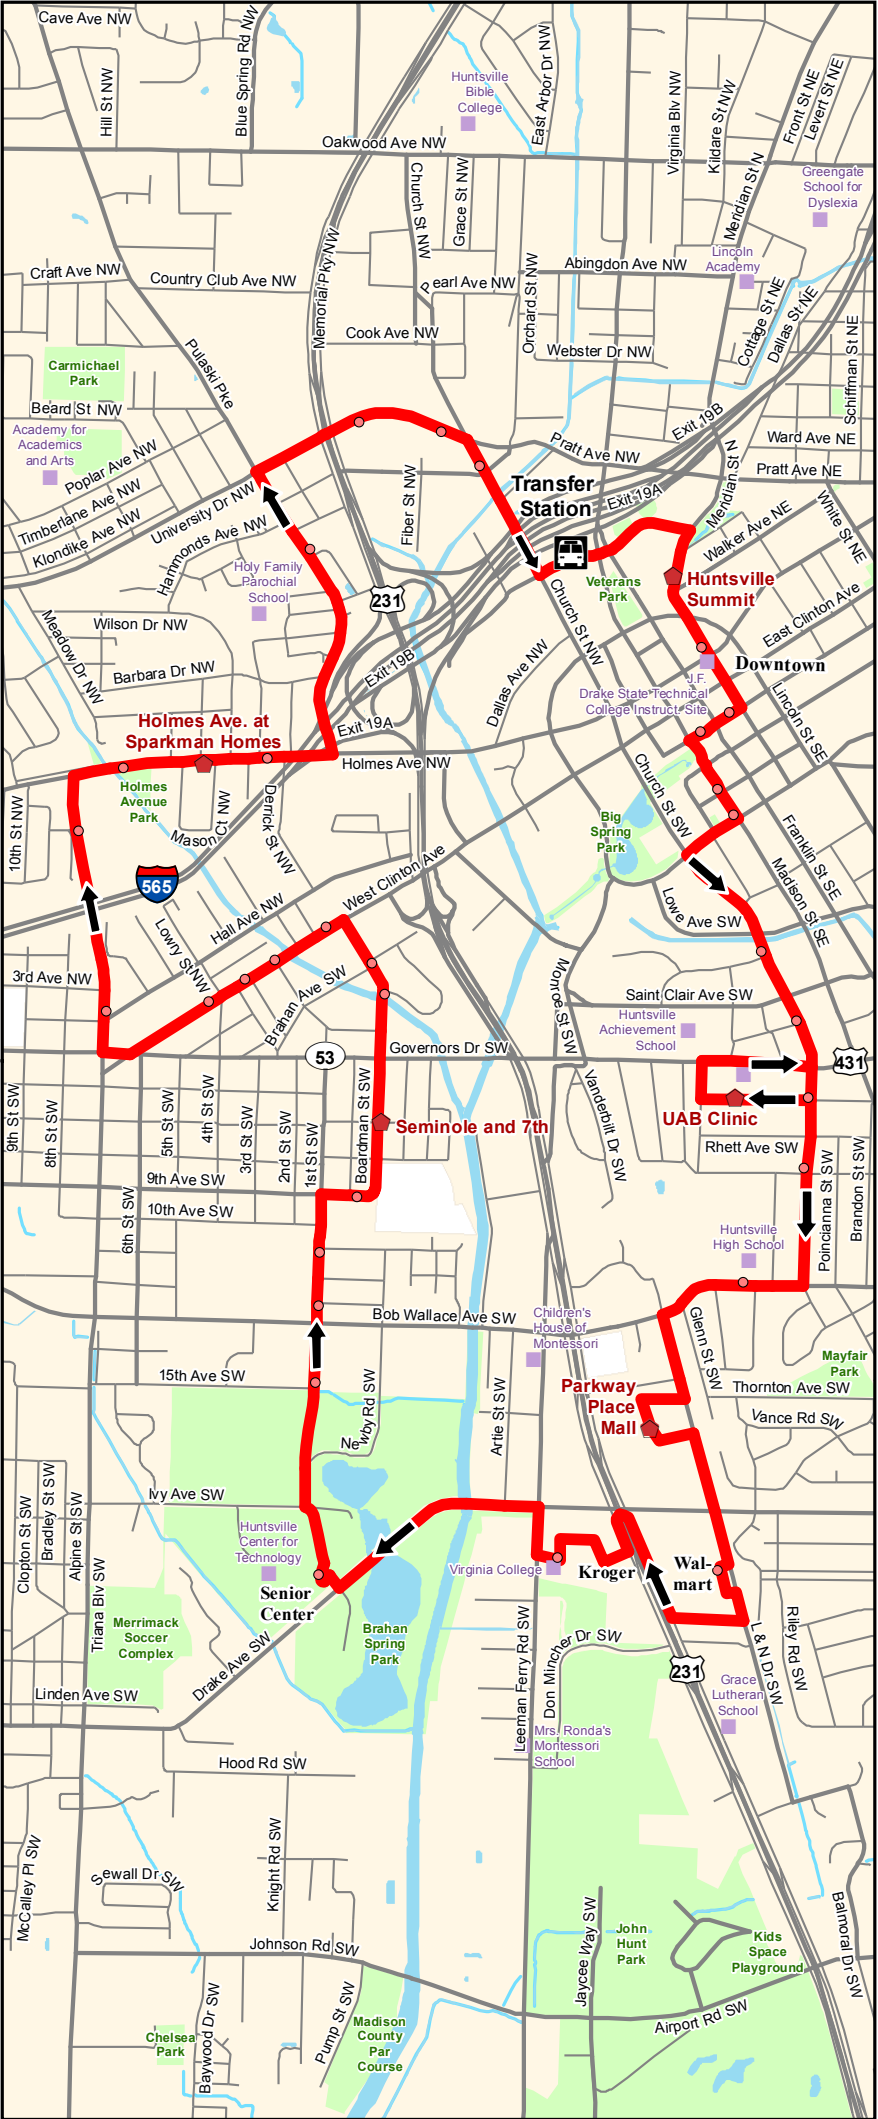 Cave Ave NW
Hill St NW
Blue Spring Rd NW
Huntsville
Bible
College
East Arbor Dr NW
Virginia Blv NW
Kildare St NW
Front St NE
Levert St NE
Oakwood Ave NW
Church St NW
Grace St NW
Meridian St N
Greengate
School for
Dyslexia
Lincoln
Academy
Craft Ave NW
Country Club Ave NW
Memorial Pky NW
Pearl Ave NW
Orchard St NW
Abingdon Ave NW
Cottage St NE
Dallas St NE
Schiffman St NE
Cook Ave NW
Webster Dr NW
Pulaski Pke
Carmichael
Park
Beard St NW
Academy for
Academics
and Arts
Poplar Ave NW
Timberlane Ave NW
Klondike Ave NW
University Dr NW
Hammonds Ave NW
Fiber St NW
Pratt Ave NW
Exit 19B
Ward Ave NE
Pratt Ave NE
Exit 19A
Transfer
Station
Meridian St N
Walker Ave NE
White St NE
Holy Family
Parochial
School
231
Veterans
Park
Huntsville
Summit
East Clinton Ave
Church St NW
Meadow Dr NW
Wilson Dr NW
Barbara Dr NW
Exit 19B
Exit 19A
Dallas Ave NW
Downtown
J.F.
Drake State Technical
College Instruct. Site
Lincoln St SE
Holmes Ave. at
Sparkman Homes
Holmes Ave NW
Holmes
Avenue
Park
10th St NW
Mason Ct NW
Derrick St NW
Church St SW
Big
Spring
Park
Franklin St SE
Madison St SE
565
West Clinton Ave
Hall Ave NW
Lowry St NW
Lowe Ave SW
3rd Ave NW
Brahan Ave SW
Monroe St SW
Saint Clair Ave SW
Huntsville
Achievement
School
53
Governors Dr SW
431
9th St SW
8th St SW
5th St SW
4th St SW
3rd St SW
2nd St SW
1st St SW
Boardman St SW
Seminole and 7th
Vanderbilt Dr SW
UAB Clinic
Rhett Ave SW
Poincianna St SW
Brandon St SW
9th Ave SW
10th Ave SW
6th St SW
Huntsville
High School
Bob Wallace Ave SW
Children's
House of
Montessori
Glenn St SW
Mayfair
Park
15th Ave SW
Parkway
Place
Mall
Thornton Ave SW
Vance Rd SW
Newby Rd SW
Artie St SW
Ivy Ave SW
Clopton St SW
Bradley St SW
Alpine St SW
Triana Blv SW
Huntsville
Center for
Technology
Senior
Center
Virginia College
Kroger
Wal-
mart
Merrimack
Soccer
Complex
Brahan
Spring
Park
Drake Ave SW
Linden Ave SW
Leeman Ferry Rd SW
Don Mincher Dr SW
231
L & N Dr SW
Riley Rd SW
Grace
Lutheran
School
Mrs. Ronda's
Montessori
School
Hood Rd SW
Knight Rd SW
McCalley Pl SW
Sewall Dr SW
Johnson Rd SW
Jaycee Way SW
John
Hunt
Park
Kids
Space
Playground
Balmoral Dr SW
Airport Rd SW
Chelsea
Park
Baywood Dr SW
Pump St SW
Madison
County
Par
Course